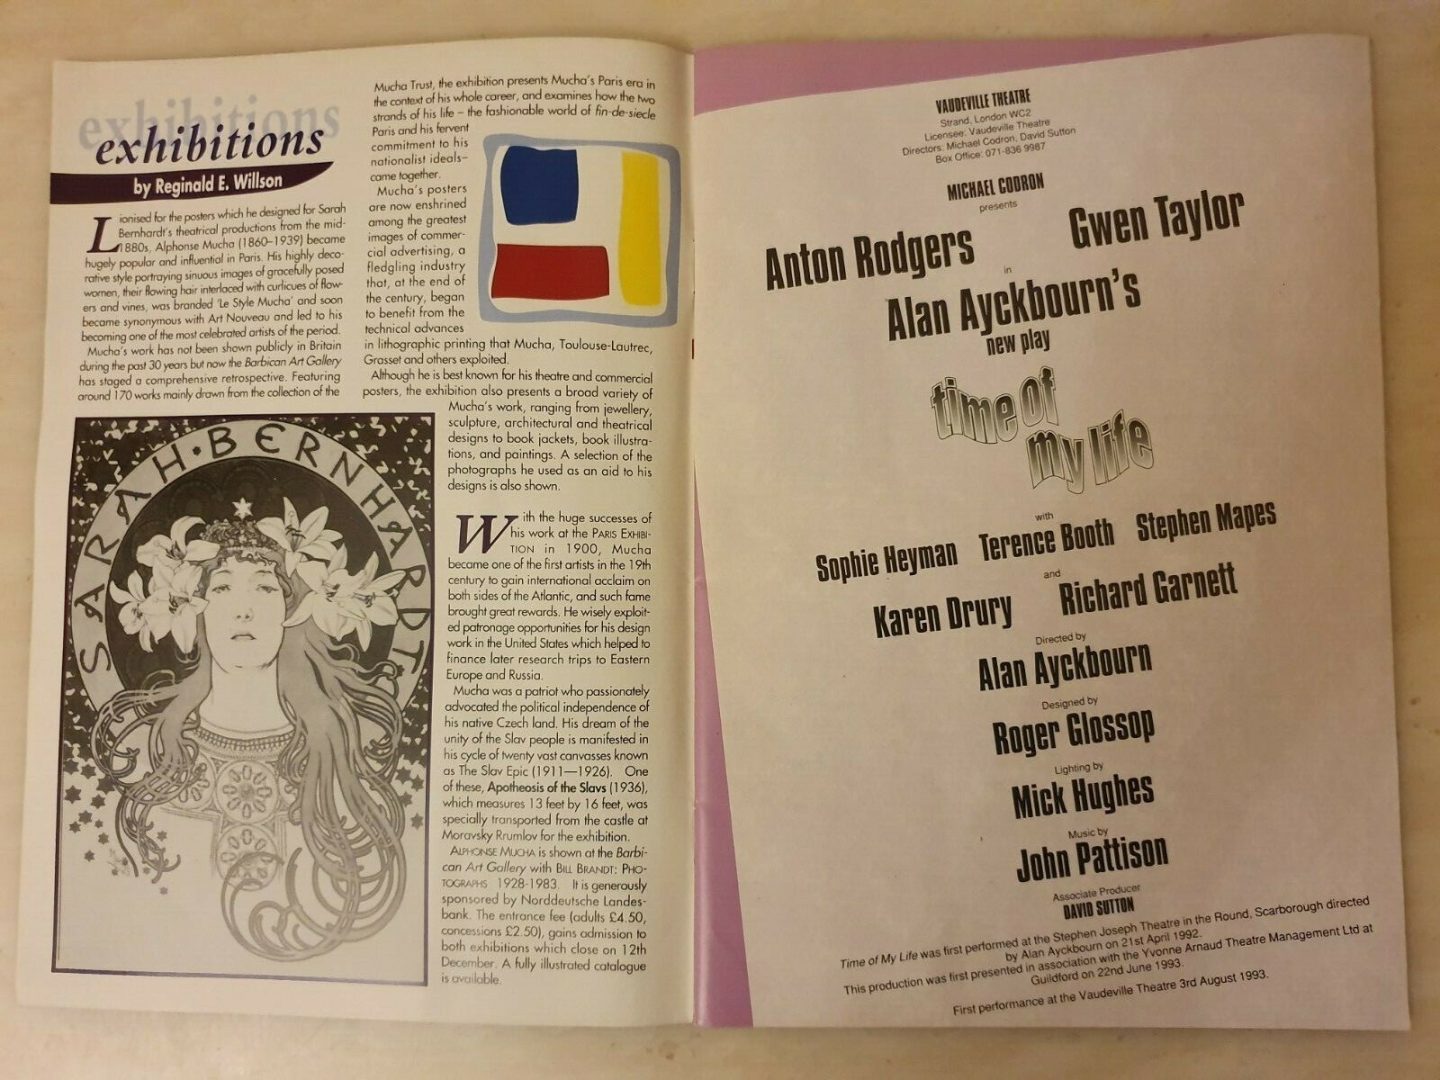 exhibitions
exhibitions
by Reginald E. Willson
Lionised for the posters which he designed for Sarah
Bernhardt's theatrical productions from the mid-
1880s, Alphonse Mucha (1860–1939) became
hugely popular and influential in Paris. His highly deco-
rative style portraying sinuous images of gracefully posed
women, their flowing hair interlaced with curlicues of flow-
ers and vines, was branded 'Le Style Mucha' and soon
became synonymous with Art Nouveau and led to his
becoming one of the most celebrated artists of the period.
Mucha's work has not been shown publicly in Britain
during the past 30 years but now the Barbican Art Gallery
has staged a comprehensive retrospective. Featuring
around 170 works mainly drawn from the collection of the
SARAH·BERNHARDT
Mucha Trust, the exhibition presents Mucha's Paris era in
the context of his whole career, and examines how the two
strands of his life – the fashionable world of fin-de-siecle
Paris and his fervent
commitment to his
nationalist ideals–
came together.
Mucha's posters
are now enshrined
among the greatest
images of commer-
cial advertising, a
fledgling industry
that, at the end of
the century, began
to benefit from the
technical advances
in lithographic printing that Mucha, Toulouse-Lautrec,
Grasset and others exploited.
Although he is best known for his theatre and commercial
posters, the exhibition also presents a broad variety of
Mucha's work, ranging from jewellery,
sculpture, architectural and theatrical
designs to book jackets, book illustra-
tions, and paintings. A selection of the
photographs he used as an aid to his
designs is also shown.
With the huge successes of
his work at the PARIS EXHIBI-
TION in 1900, Mucha
became one of the first artists in the 19th
century to gain international acclaim on
both sides of the Atlantic, and such fame
brought great rewards. He wisely exploit-
ed patronage opportunities for his design
work in the United States which helped to
finance later research trips to Eastern
Europe and Russia.
Mucha was a patriot who passionately
advocated the political independence of
his native Czech land. His dream of the
unity of the Slav people is manifested in
his cycle of twenty vast canvasses known
as The Slav Epic (1911—1926). One
of these, Apotheosis of the Slavs (1936),
which measures 13 feet by 16 feet, was
specially transported from the castle at
Moravsky Rrumlov for the exhibition.
ALPHONSE MUCHA is shown at the Barbi-
can Art Gallery with BILL BRANDT: PHO-
TOGRAPHS 1928-1983. It is generously
sponsored by Norddeutsche Landes-
bank. The entrance fee (adults £4.50,
concessions £2.50), gains admission to
both exhibitions which close on 12th
December. A fully illustrated catalogue
is available.
VAUDEVILLE THEATRE
Strand, London WC2
Licensee: Vaudeville Theatre
Directors: Michael Codron, David Sutton
Box Office: 071-836 9987
MICHAEL CODRON
presents
Anton Rodgers Gwen Taylor
in
Alan Ayckbourn's
new play
time of
my life
with
Sophie Heyman Terence Booth Stephen Mapes
and
Karen Drury Richard Garnett
Directed by
Alan Ayckbourn
Designed by
Roger Glossop
Lighting by
Mick Hughes
Music by
John Pattison
Associate Producer
DAVID SUTTON
Time of My Life was first performed at the Stephen Joseph Theatre in the Round, Scarborough directed
by Alan Ayckbourn on 21st April 1992.
This production was first presented in association with the Yvonne Arnaud Theatre Management Ltd at
Guildford on 22nd June 1993.
First performance at the Vaudeville Theatre 3rd August 1993.